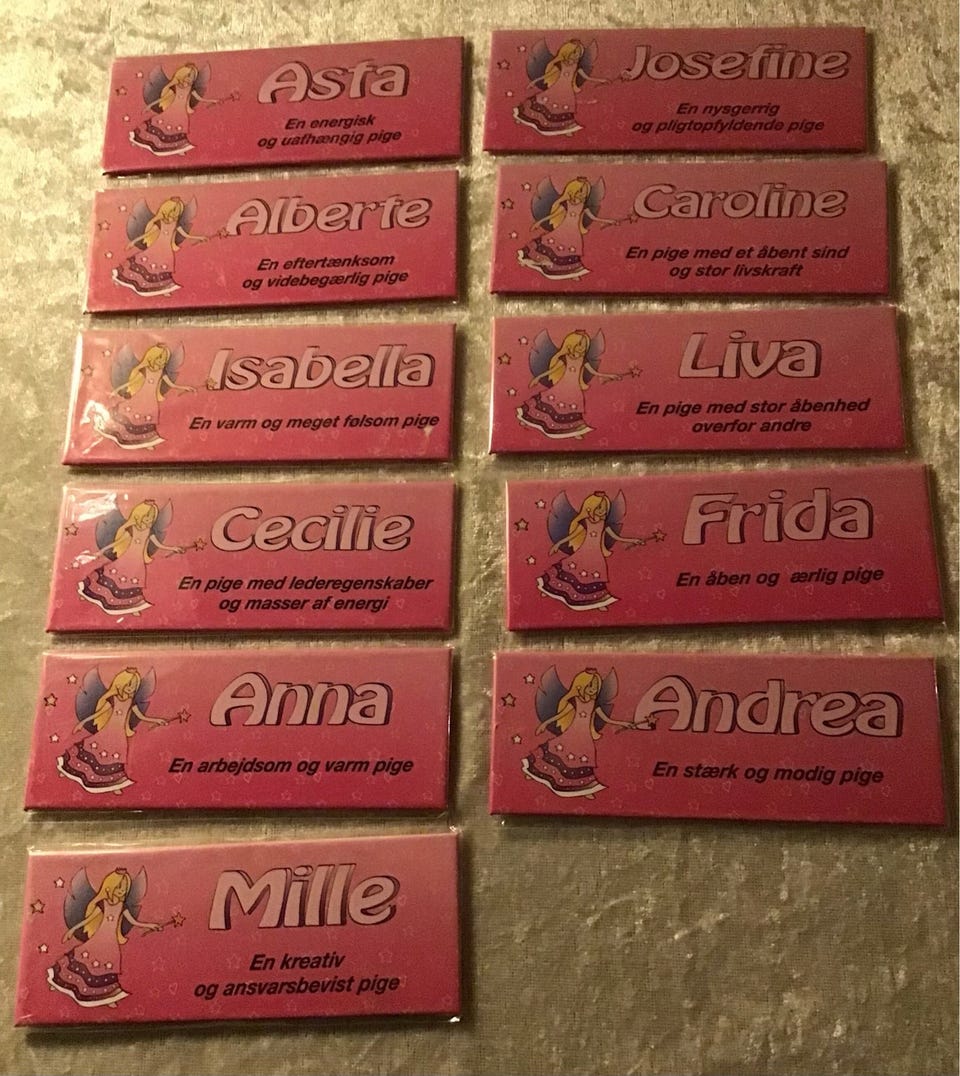 Asta
En energisk
og uafhængig pige
Alberte
En eftertænksom
og videbegærlig pige
Isabella
En varm og meget følsom pige
Cecilie
En pige med lederegenskaber
og masser af energi
Anna
En arbejdsom og varm pige
Mille
En kreativ
og ansvarsbevist pige
Josefine
En nysgerrig
og pligtopfyldende pige
Caroline
En pige med et åbent sind
og stor livskraft
Liva
En pige med stor åbenhed
overfor andre
Frida
En åben og ærlig pige
Andrea
En stærk og modig pige